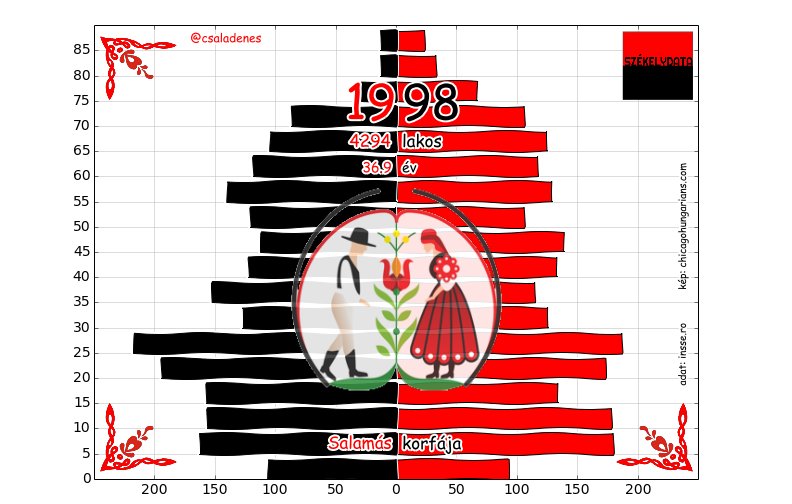 @csaladenes
SZÉKELYDATA
1998
4294 lakos
36.9 év
kép: chicagohungarians.com
adat: insse.ro
Salamás korfája
85
80
75
70
65
60
55
50
45
40
35
30
25
20
15
10
5
0
200 150 100 50 0 50 100 150 200